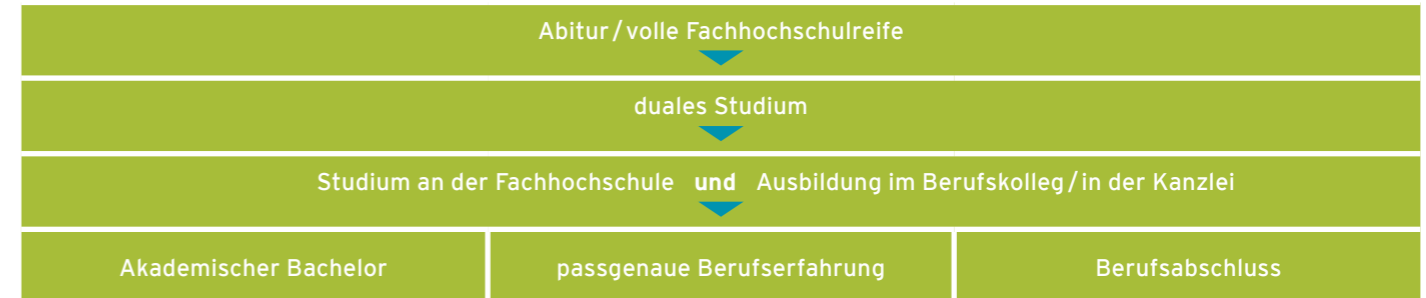 Abitur/volle Fachhochschulreife
duales Studium
Studium an der Fachhochschule und Ausbildung im Berufskolleg/in der Kanzlei
Akademischer Bachelor
passgenaue Berufserfahrung
Berufsabschluss